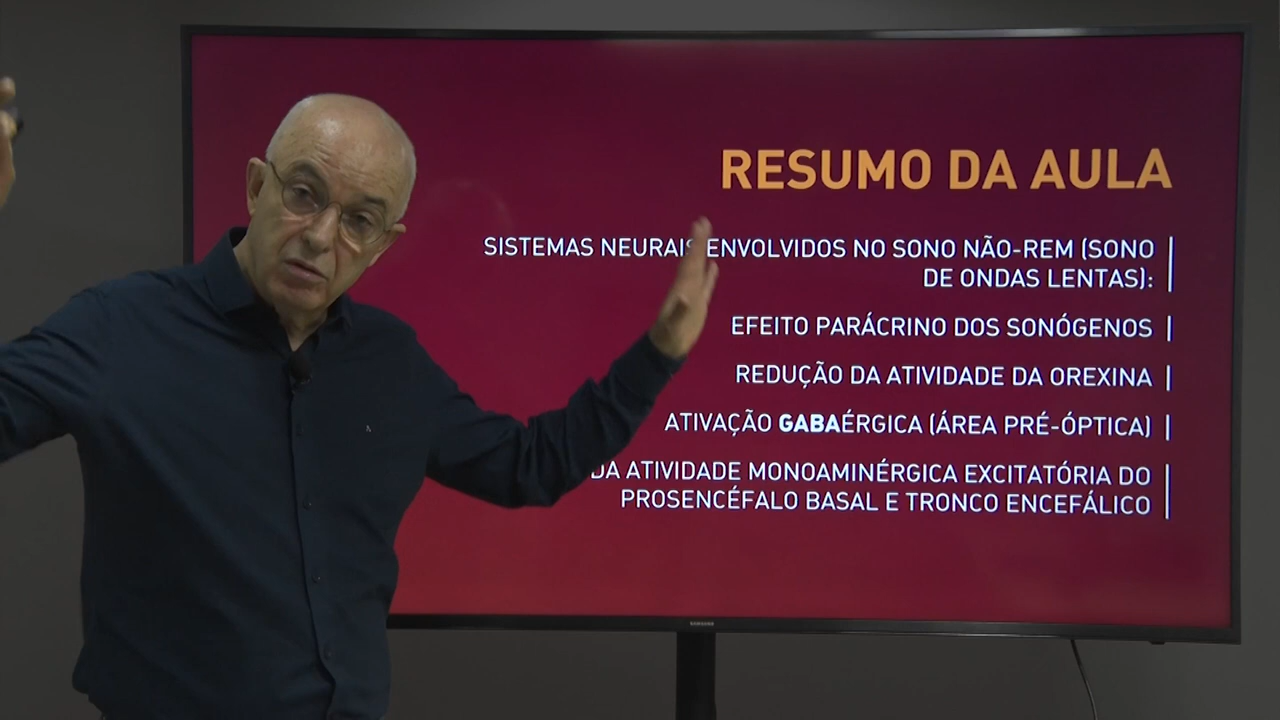 RESUMO DA AULA
SISTEMAS NEURAIS ENVOLVIDOS NO SONO NÃO-REM (SONO
DE ONDAS LENTAS):
EFEITO PARÁCRINO DOS SONÓGENOS
REDUÇÃO DA ATIVIDADE DA OREXINA
ATIVAÇÃO GABAÉRGICA (ÁREA PRÉ-ÓPTICA)
DA ATIVIDADE MONOAMINÉRGICA EXCITATÓRIA DO
PROSENCÉFALO BASAL E TRONCO ENCEFÁLICO
SAMSUNG